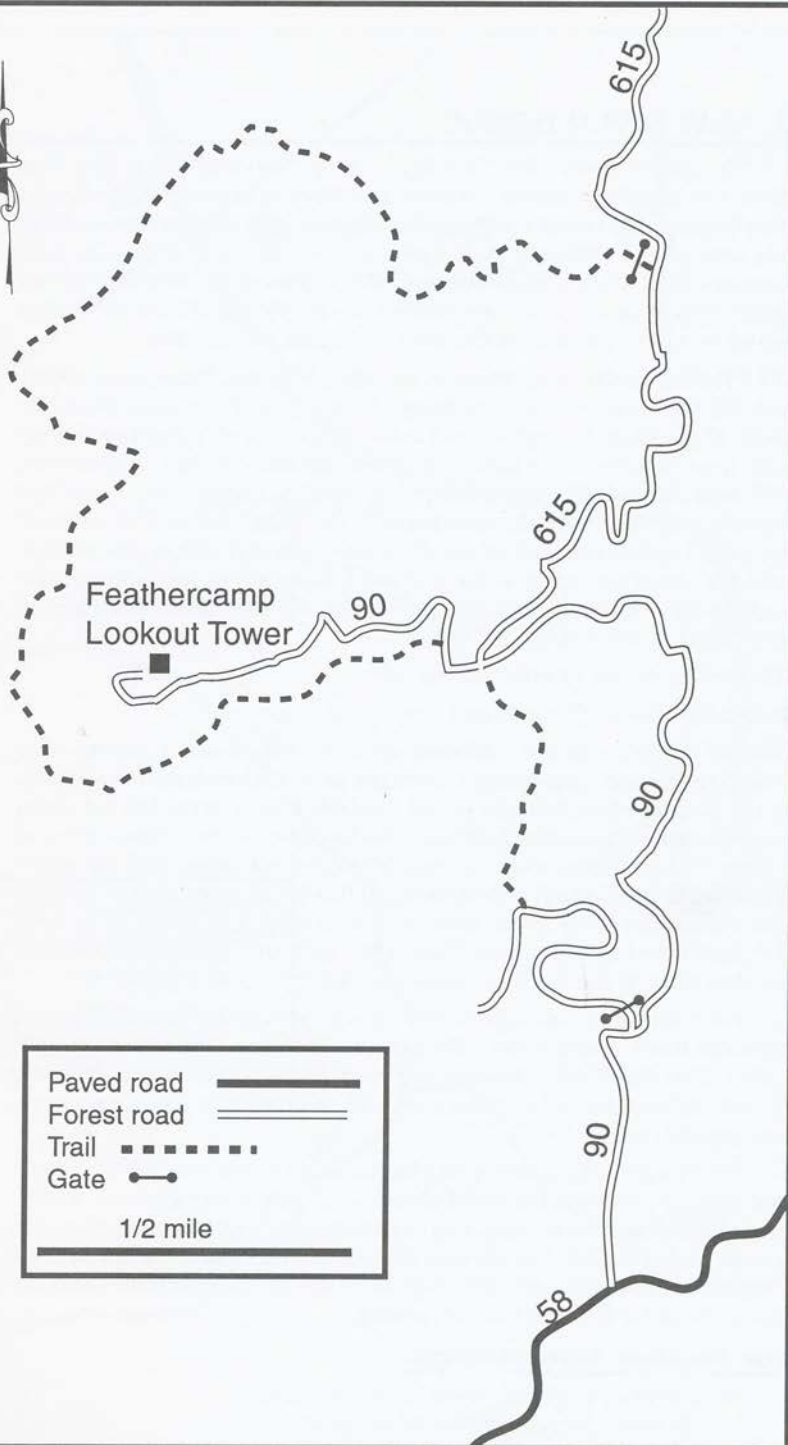 615
615
Feathercamp
Lookout Tower
90
90
90
Paved road
Forest road
Trail
Gate
1/2 mile
58